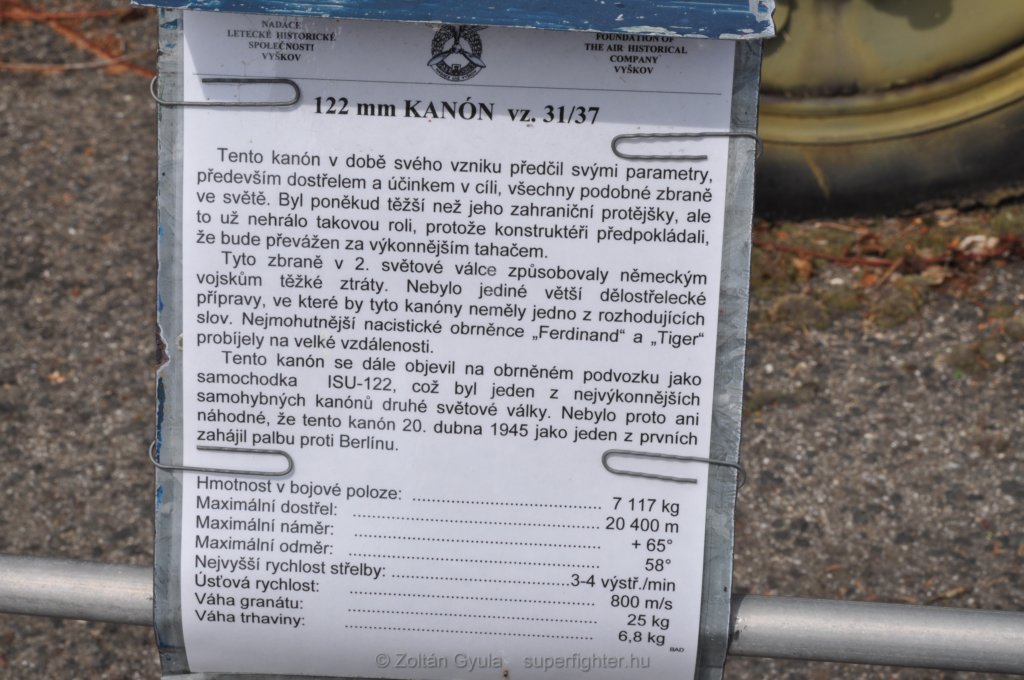 NADACE
LETECKÉ HISTORICKÉ
SPOLEČNOSTI
VYŠKOV
FOUNDATION OF
THE AIR HISTORICAL
COMPANY
VYŠKOV
122 mm KANÓN vz. 31/37
Tento kanón v době svého vzniku předčil svými parametry,
především dostřelem a účinkem v cíli, všechny podobné zbraně
ve světě. Byl poněkud těžší než jeho zahraniční protějšky, ale
to už nehrálo takovou roli, protože konstruktéři předpokládali,
že bude převážen za výkonnějším tahačem.
Tyto zbraně v 2. světové válce způsobovaly německým
vojskům těžké ztráty. Nebylo jediné větší dělostřelecké
přípravy, ve které by tyto kanóny neměly jedno z rozhodujících
slov. Nejmohutnější nacistické obrněnce „Ferdinand“ a „Tiger“
probíjely na velké vzdálenosti.
Tento kanón se dále objevil na obrněném podvozku jako
samochodka ISU-122, což byl jeden z nejvýkonnějších
samohybných kanónů druhé světové války. Nebylo proto ani
náhodné, že tento kanón 20. dubna 1945 jako jeden z prvních
zahájil palbu proti Berlínu.
Hmotnost v bojové poloze: ........ 7 117 kg
Maximální dostřel: ........ 20 400 m
Maximální náměr: ........ + 65°
Maximální odměr: ........ 58°
Nejvyšší rychlost střelby: ........ 3-4 výstř./min
Úsťová rychlost: ........ 800 m/s
Váha granátu: ........ 25 kg
Váha trhaviny: ........ 6,8 kg
BAD
© Zoltán Gyula superfighter.hu